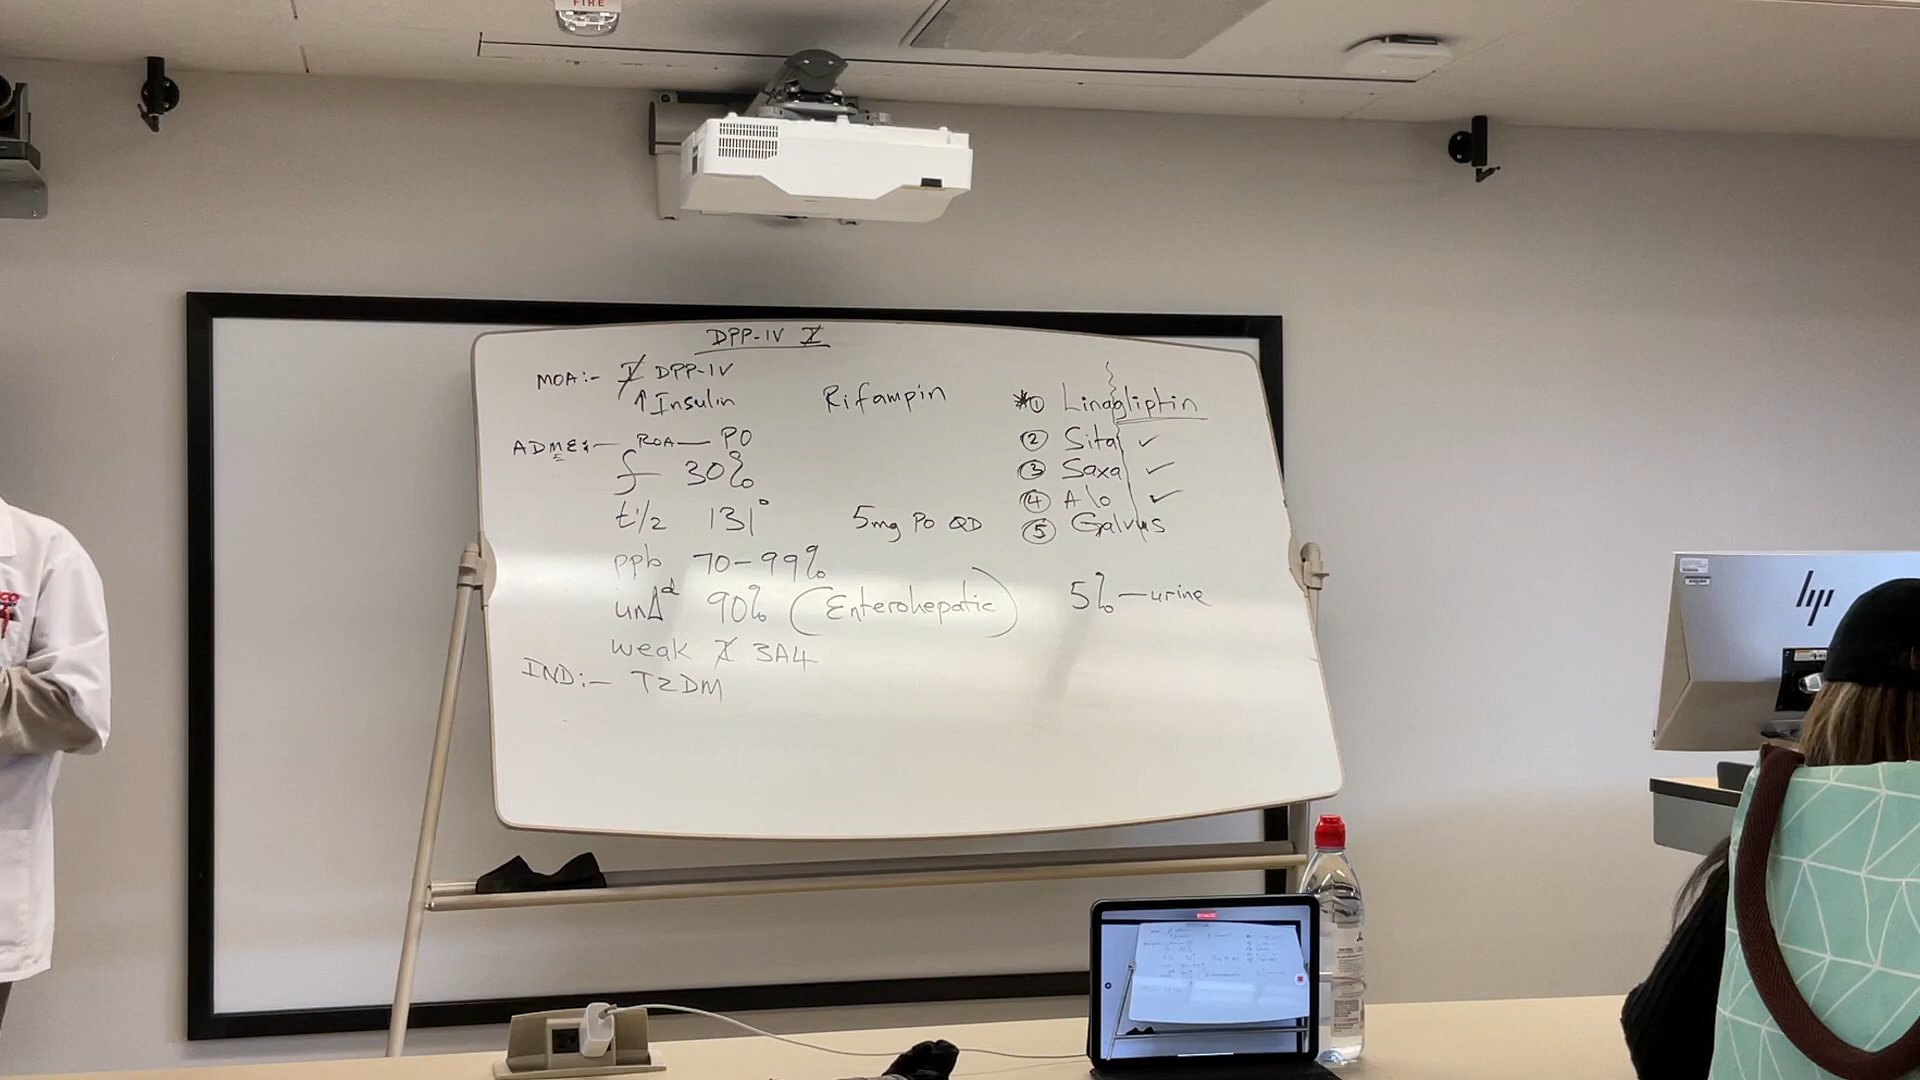 FIRE
DPP-IV I
MOA:- I DPP-IV
↑ Insulin
Rifampin
ADME:— ROA — PO
f 30%
t1/2 131°
5mg PO QD
ppb 70-99%
unΔd 90% (Enterohepatic)
5% — urine
weak I 3A4
IND:- T2DM
*① Linagliptin
② Sita ✓
③ Saxa ✓
④ Alo ✓
⑤ Galvus
hp